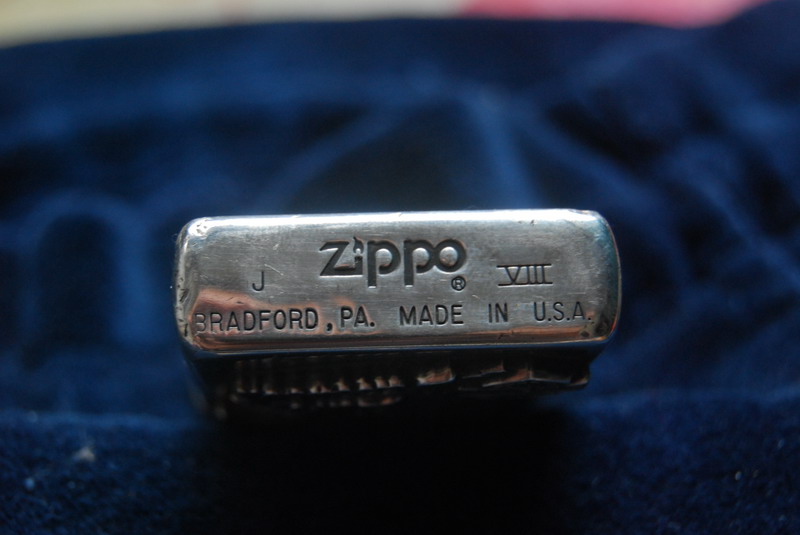 Zippo ®
J VIII
BRADFORD, PA. MADE IN U.S.A.